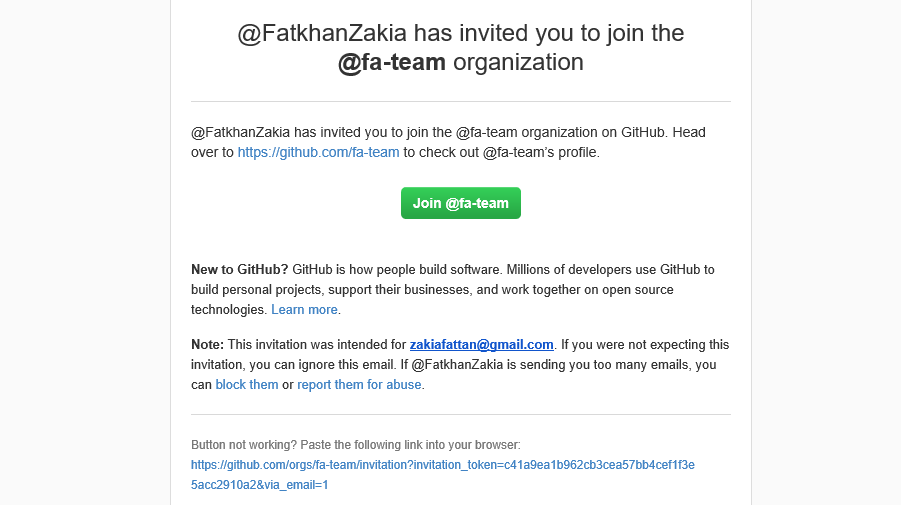 @FatkhanZakia has invited you to join the
@fa-team organization
@FatkhanZakia has invited you to join the @fa-team organization on GitHub. Head
over to https://github.com/fa-team to check out @fa-team's profile.
Join @fa-team
New to GitHub? GitHub is how people build software. Millions of developers use GitHub to
build personal projects, support their businesses, and work together on open source
technologies. Learn more.
Note: This invitation was intended for zakiafattan@gmail.com. If you were not expecting this
invitation, you can ignore this email. If @FatkhanZakia is sending you too many emails, you
can block them or report them for abuse.
Button not working? Paste the following link into your browser:
https://github.com/orgs/fa-team/invitation?invitation_token=c41a9ea1b962cb3cea57bb4cef1f3e
5acc2910a2&via_email=1